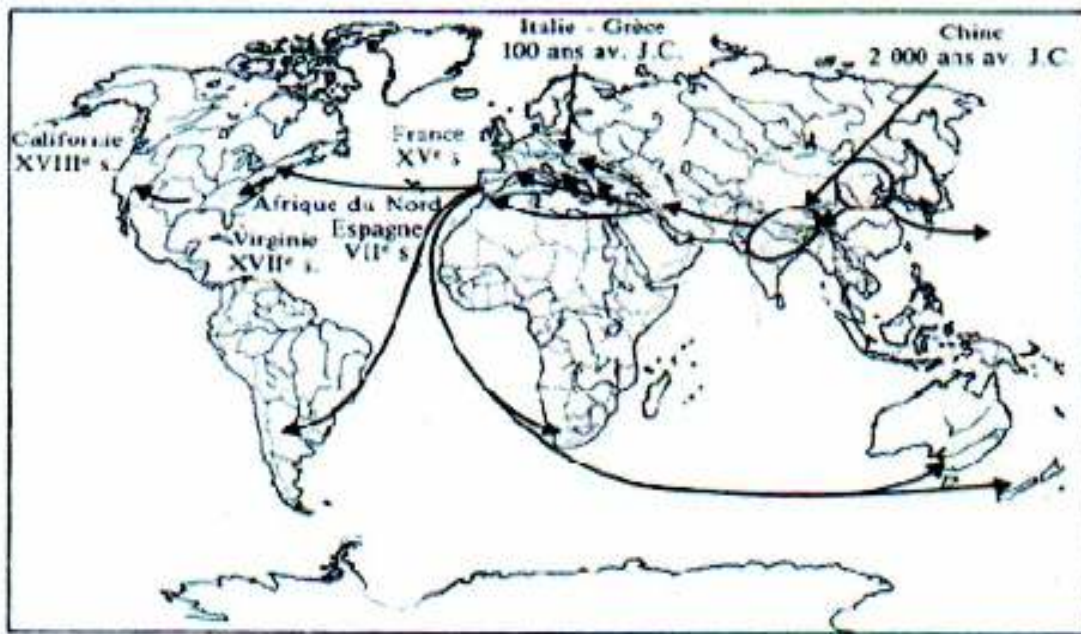 Italie - Grèce
100 ans av. J.C.
Chine
2 000 ans av. J.C.
Californie
XVIIIe s.
France
XVe s
Afrique du Nord
Espagne
VIIe s
Virginie
XVIIe s.